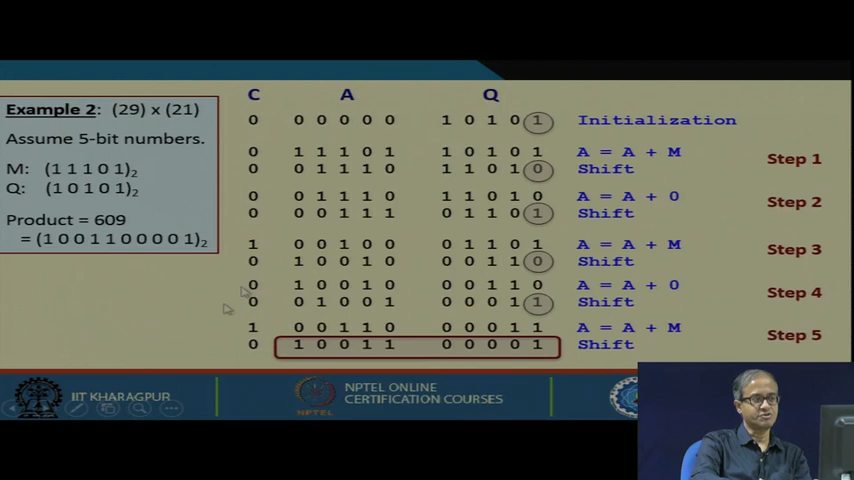 Example 2: (29) x (21)
Assume 5-bit numbers.
M: (1 1 1 0 1)2
Q: (1 0 1 0 1)2
Product = 609
= (1 0 0 1 1 0 0 0 0 1)2
C A Q
0 0 0 0 0 0 1 0 1 0 1 Initialization
0 1 1 1 0 1 1 0 1 0 1 A = A + M
0 0 1 1 1 0 1 1 0 1 0 Shift
Step 1
0 0 1 1 1 0 1 1 0 1 0 A = A + 0
0 0 0 1 1 1 0 1 1 0 1 Shift
Step 2
1 0 0 1 0 0 0 1 1 0 1 A = A + M
0 1 0 0 1 0 0 0 1 1 0 Shift
Step 3
0 1 0 0 1 0 0 0 1 1 0 A = A + 0
0 0 1 0 0 1 0 0 0 1 1 Shift
Step 4
1 0 0 1 1 0 0 0 0 1 1 A = A + M
0 1 0 0 1 1 0 0 0 0 1 Shift
Step 5
IIT KHARAGPUR
NPTEL
NPTEL ONLINE
CERTIFICATION COURSES